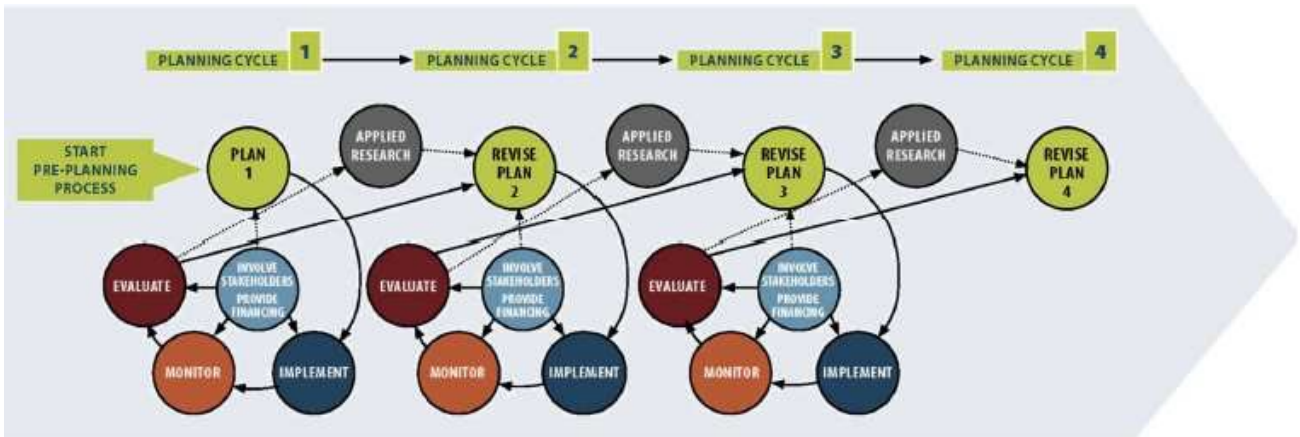 PLANNING CYCLE 1
PLANNING CYCLE 2
PLANNING CYCLE 3
PLANNING CYCLE 4
START
PRE-PLANNING
PROCESS
PLAN
1
APPLIED
RESEARCH
REVISE
PLAN
2
APPLIED
RESEARCH
REVISE
PLAN
3
APPLIED
RESEARCH
REVISE
PLAN
4
EVALUATE
INVOLVE
STAKEHOLDERS
PROVIDE
FINANCING
MONITOR
IMPLEMENT
EVALUATE
INVOLVE
STAKEHOLDERS
PROVIDE
FINANCING
MONITOR
IMPLEMENT
EVALUATE
INVOLVE
STAKEHOLDERS
PROVIDE
FINANCING
MONITOR
IMPLEMENT